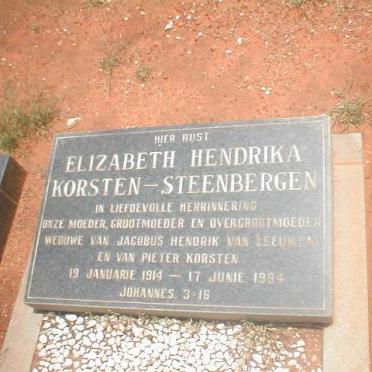 HIER RUST
ELIZABETH HENDRIKA
KORSTEN-STEENBERGEN
IN LIEFDEVOLLE HERRINNERING
ONZE MOEDER, GROOTMOEDER EN OVERGROOTMOEDER
WEDUWE VAN JACOBUS HENDRIK VAN LEEUWEN
EN VAN PIETER KORSTEN
19 JANUARIE 1914 - 17 JUNIE 1994
JOHANNES. 3:16